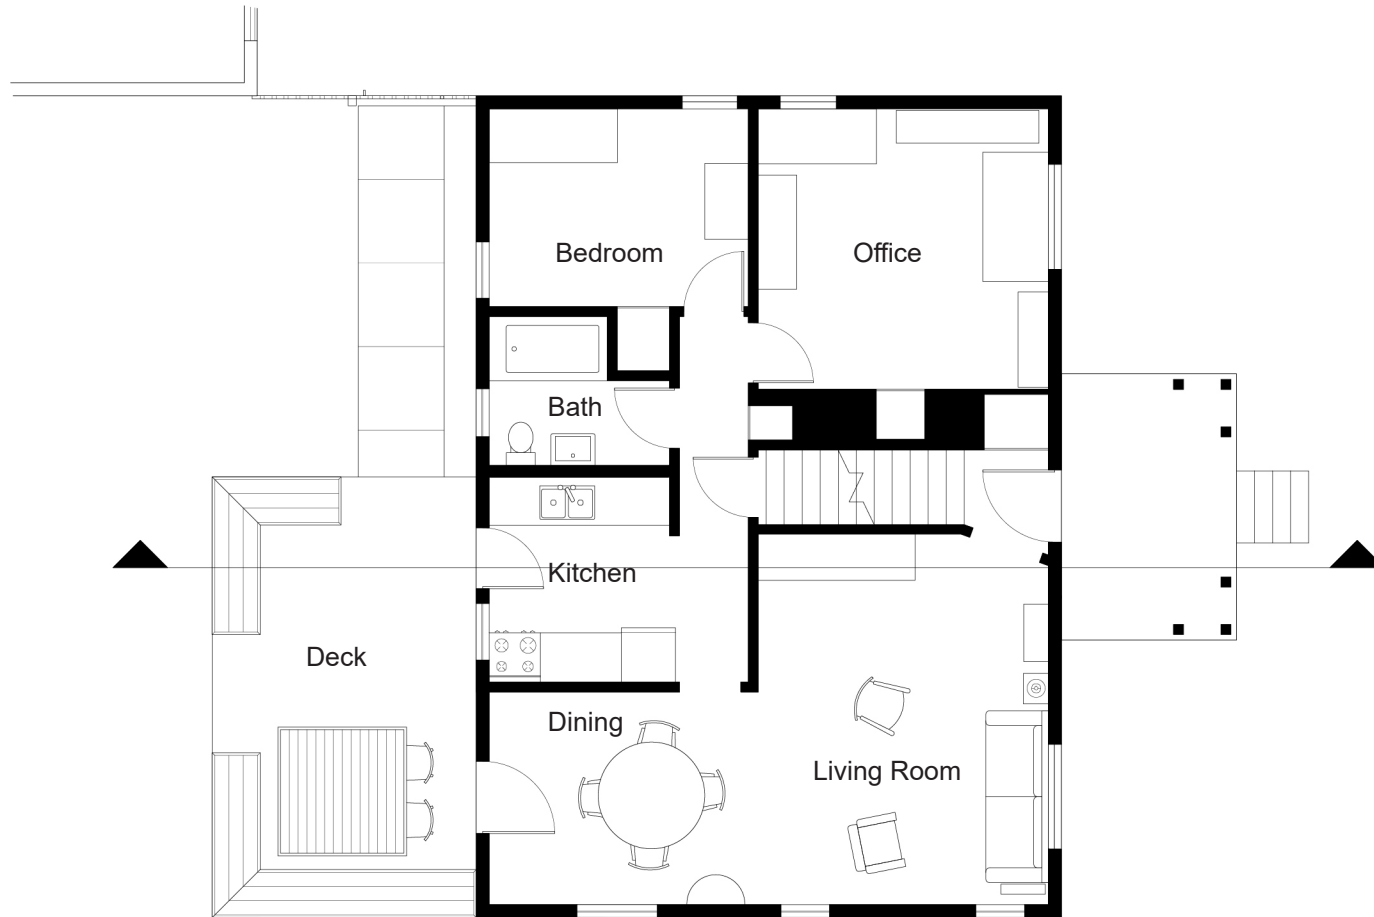 Bedroom
Office
Bath
Kitchen
Deck
Dining
Living Room